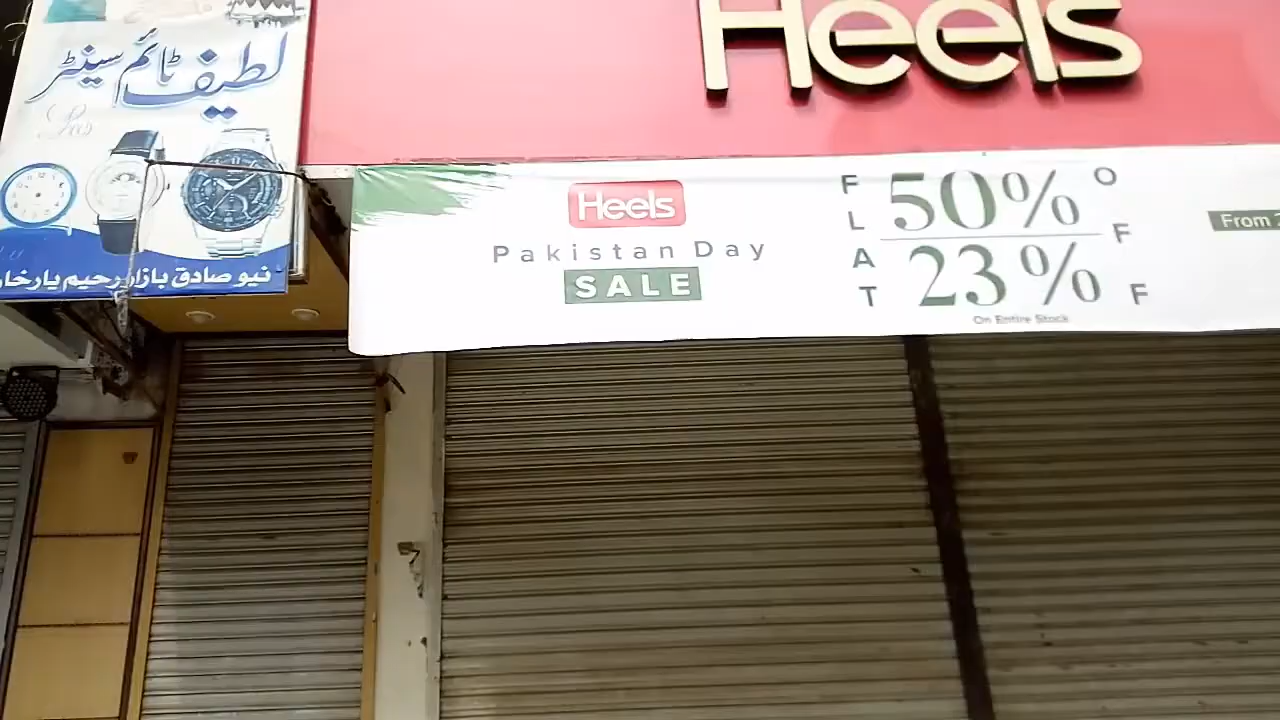 Heels
لطیف ٹائم سینٹر
نیو صادق بازار رحیم یارخان
Heels
Pakistan Day
SALE
FLAT 50% OFF
23%
On Entire Stock
From